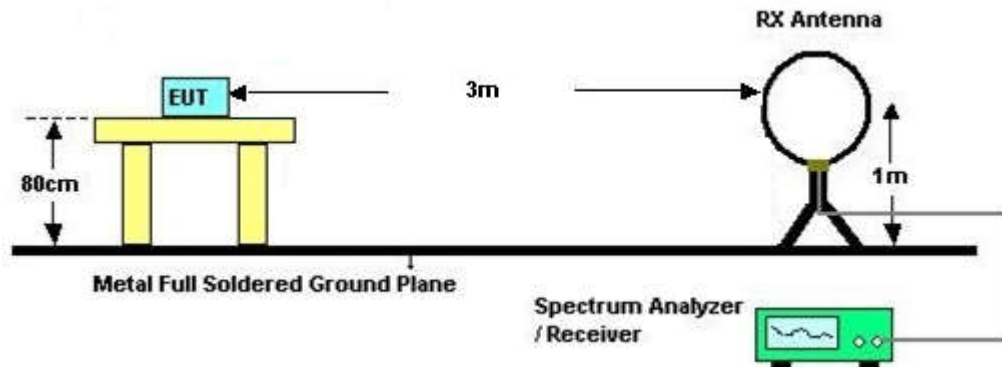 RX Antenna
EUT
3m
80cm
1m
Metal Full Soldered Ground Plane
Spectrum Analyzer
/ Receiver